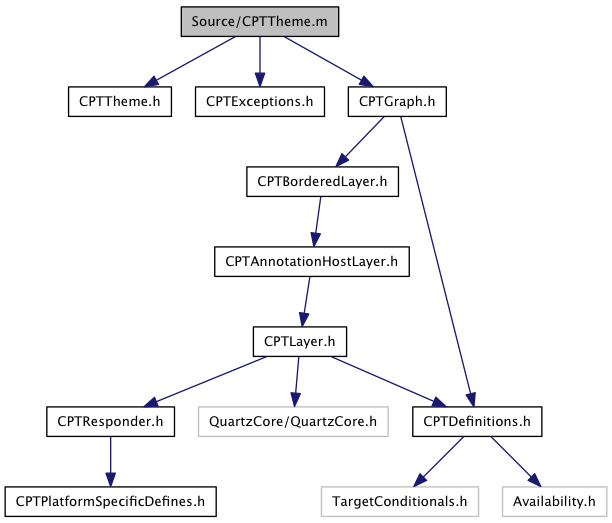 Source/CPTTheme.m
CPTTheme.h
CPTExceptions.h
CPTGraph.h
CPTBorderedLayer.h
CPTAnnotationHostLayer.h
CPTLayer.h
CPTResponder.h
QuartzCore/QuartzCore.h
CPTDefinitions.h
CPTPlatformSpecificDefines.h
TargetConditionals.h
Availability.h